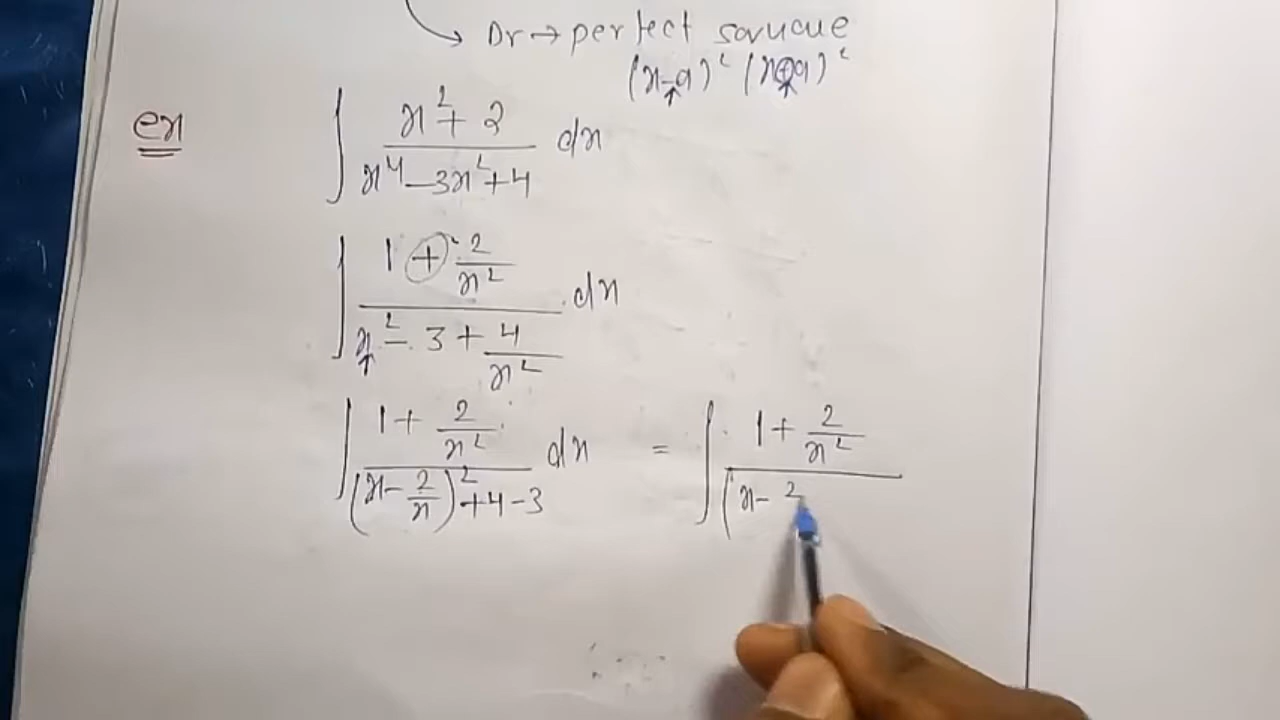 Dr → perfect square
(x-a)² (x+a)²
ex ∫ x²+2 / x⁴-3x²+4 dx
∫ 1 + 2/x² / x² - 3 + 4/x² dx
∫ 1 + 2/x² / (x - 2/x)² + 4 - 3 dx = ∫ 1 + 2/x² / (x - 2